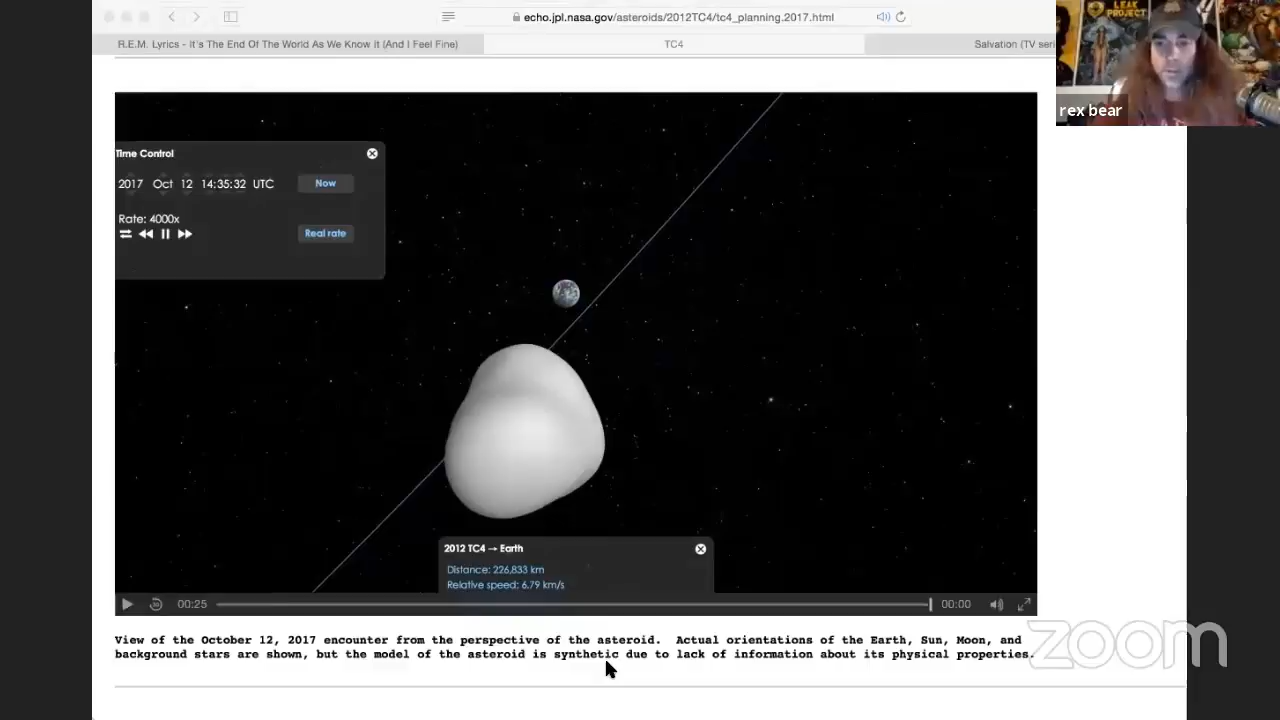 echo.jpl.nasa.gov/asteroids/2012TC4/tc4_planning.2017.html
R.E.M. Lyrics - It's The End Of The World As We Know It (And I Feel Fine)
TC4
Salvation (TV seri
LEAK
PROJECT
rex bear
Time Control
2017 Oct 12 14:35:32 UTC
Now
Rate: 4000x
Real rate
2012 TC4 → Earth
Distance: 226,833 km
Relative speed: 6.79 km/s
00:25
00:00
View of the October 12, 2017 encounter from the perspective of the asteroid. Actual orientations of the Earth, Sun, Moon, and
background stars are shown, but the model of the asteroid is synthetic due to lack of information about its physical properties.
zoom